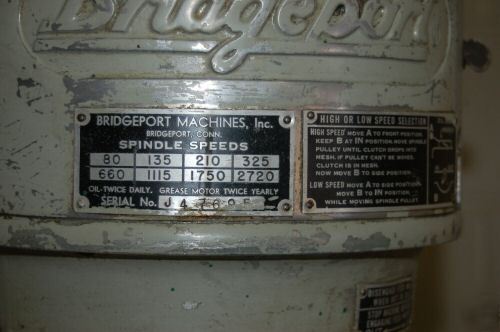 Bridgeport
BRIDGEPORT MACHINES, Inc.
BRIDGEPORT, CONN.
SPINDLE SPEEDS
80 135 210 325
660 1115 1750 2720
OIL-TWICE DAILY. GREASE MOTOR TWICE YEARLY
SERIAL No. J
HIGH OR LOW SPEED SELECTION
HIGH SPEED MOVE A TO FRONT POSITION.
KEEP B AT IN POSITION. MOVE SPINDLE
PULLEY UNTIL CLUTCH DROPS INTO
MESH. IF PULLEY CAN'T BE MOVED.
CLUTCH IS IN MESH.
NOW MOVE B TO SIDE POSITION.
LOW SPEED MOVE A TO SIDE POSITION.
MOVE B TO IN POSITION.
WHILE MOVING SPINDLE PULLEY.